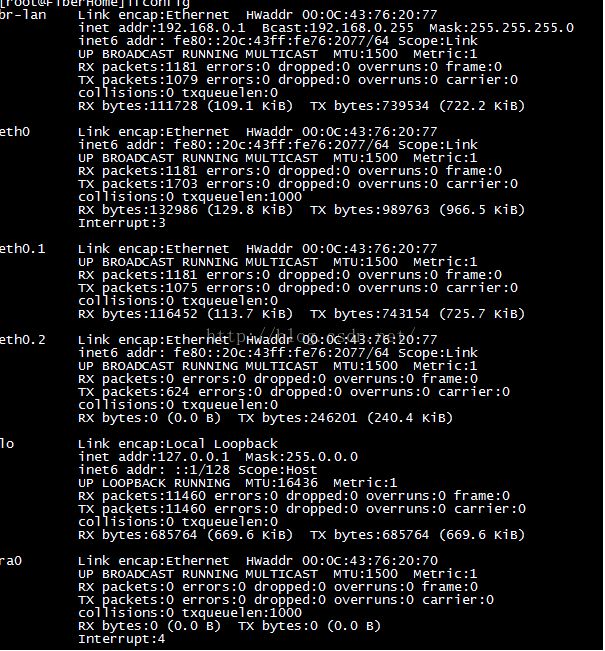 [root@FiberHome]ifconfig
br-lan Link encap:Ethernet HWaddr 00:0C:43:76:20:77
inet addr:192.168.0.1 Bcast:192.168.0.255 Mask:255.255.255.0
inet6 addr: fe80::20c:43ff:fe76:2077/64 Scope:Link
UP BROADCAST RUNNING MULTICAST MTU:1500 Metric:1
RX packets:1181 errors:0 dropped:0 overruns:0 frame:0
TX packets:1079 errors:0 dropped:0 overruns:0 carrier:0
collisions:0 txqueuelen:0
RX bytes:111728 (109.1 KiB) TX bytes:739534 (722.2 KiB)
eth0 Link encap:Ethernet HWaddr 00:0C:43:76:20:77
inet6 addr: fe80::20c:43ff:fe76:2077/64 Scope:Link
UP BROADCAST RUNNING MULTICAST MTU:1500 Metric:1
RX packets:1181 errors:0 dropped:0 overruns:0 frame:0
TX packets:1703 errors:0 dropped:0 overruns:0 carrier:0
collisions:0 txqueuelen:1000
RX bytes:132986 (129.8 KiB) TX bytes:989763 (966.5 KiB)
Interrupt:3
eth0.1 Link encap:Ethernet HWaddr 00:0C:43:76:20:77
UP BROADCAST RUNNING MULTICAST MTU:1500 Metric:1
RX packets:1181 errors:0 dropped:0 overruns:0 frame:0
TX packets:1075 errors:0 dropped:0 overruns:0 carrier:0
collisions:0 txqueuelen:0
RX bytes:116452 (113.7 KiB) TX bytes:743154 (725.7 KiB)
http://blog.csdn.net/
eth0.2 Link encap:Ethernet HWaddr 00:0C:43:76:20:77
inet6 addr: fe80::20c:43ff:fe76:2077/64 Scope:Link
UP BROADCAST RUNNING MULTICAST MTU:1500 Metric:1
RX packets:0 errors:0 dropped:0 overruns:0 frame:0
TX packets:624 errors:0 dropped:0 overruns:0 carrier:0
collisions:0 txqueuelen:0
RX bytes:0 (0.0 B) TX bytes:246201 (240.4 KiB)
lo Link encap:Local Loopback
inet addr:127.0.0.1 Mask:255.0.0.0
inet6 addr: ::1/128 Scope:Host
UP LOOPBACK RUNNING MTU:16436 Metric:1
RX packets:11460 errors:0 dropped:0 overruns:0 frame:0
TX packets:11460 errors:0 dropped:0 overruns:0 carrier:0
collisions:0 txqueuelen:0
RX bytes:685764 (669.6 KiB) TX bytes:685764 (669.6 KiB)
ra0 Link encap:Ethernet HWaddr 00:0C:43:76:20:70
UP BROADCAST RUNNING MULTICAST MTU:1500 Metric:1
RX packets:0 errors:0 dropped:0 overruns:0 frame:0
TX packets:0 errors:0 dropped:0 overruns:0 carrier:0
collisions:0 txqueuelen:1000
RX bytes:0 (0.0 B) TX bytes:0 (0.0 B)
Interrupt:4